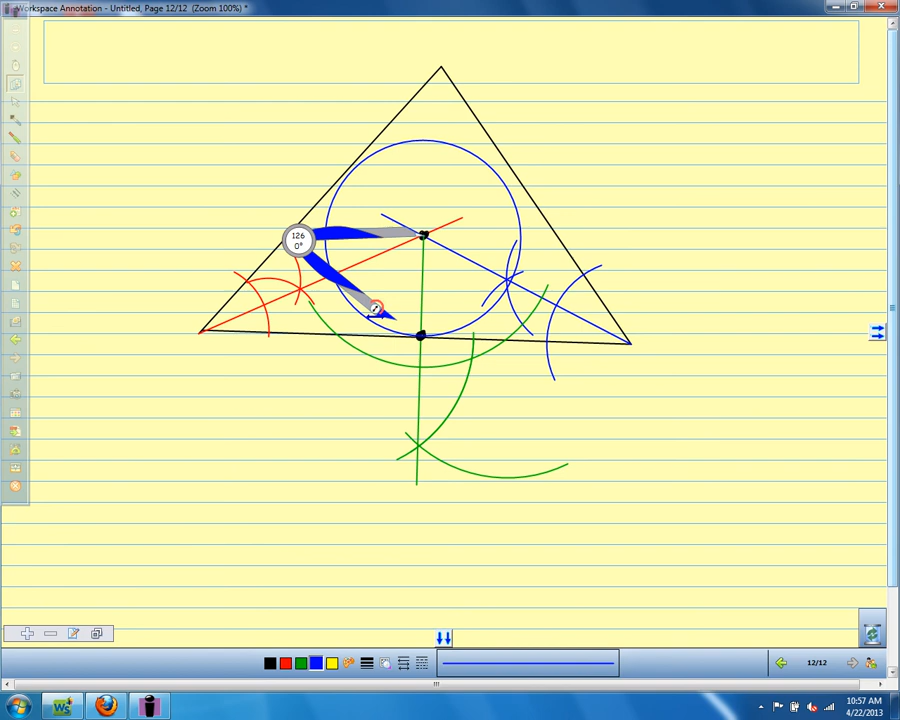 Workspace Annotation - Untitled, Page 12/12 (Zoom 100%) *
126
0°
12/12
10:57 AM
4/22/2013